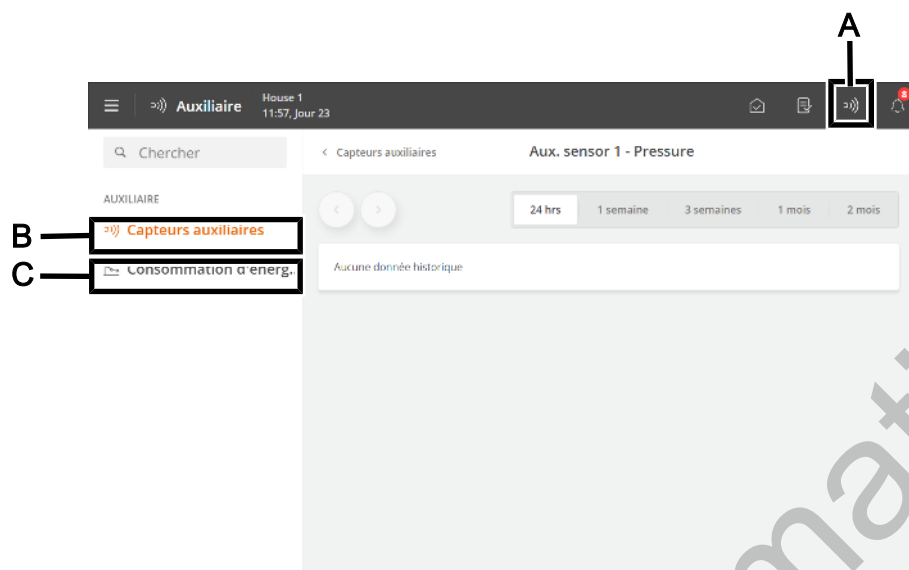 A
Auxiliaire
House 1
11:57, Jour 23
8
Chercher
Capteurs auxiliaires
Aux. sensor 1 - Pressure
AUXILIAIRE
24 hrs
1 semaine
3 semaines
1 mois
2 mois
B
Capteurs auxiliaires
C
Consommation d'énerg..
Aucune donnée historique